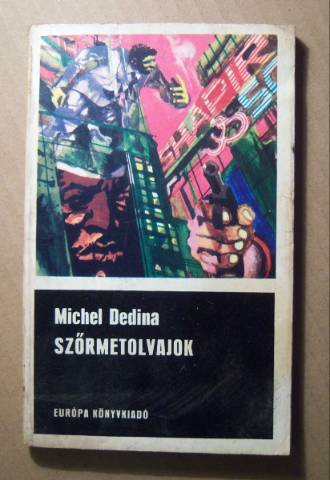 Michel Dedina
SZŐRMETOLVAJOK
EURÓPA KÖNYVKIADÓ